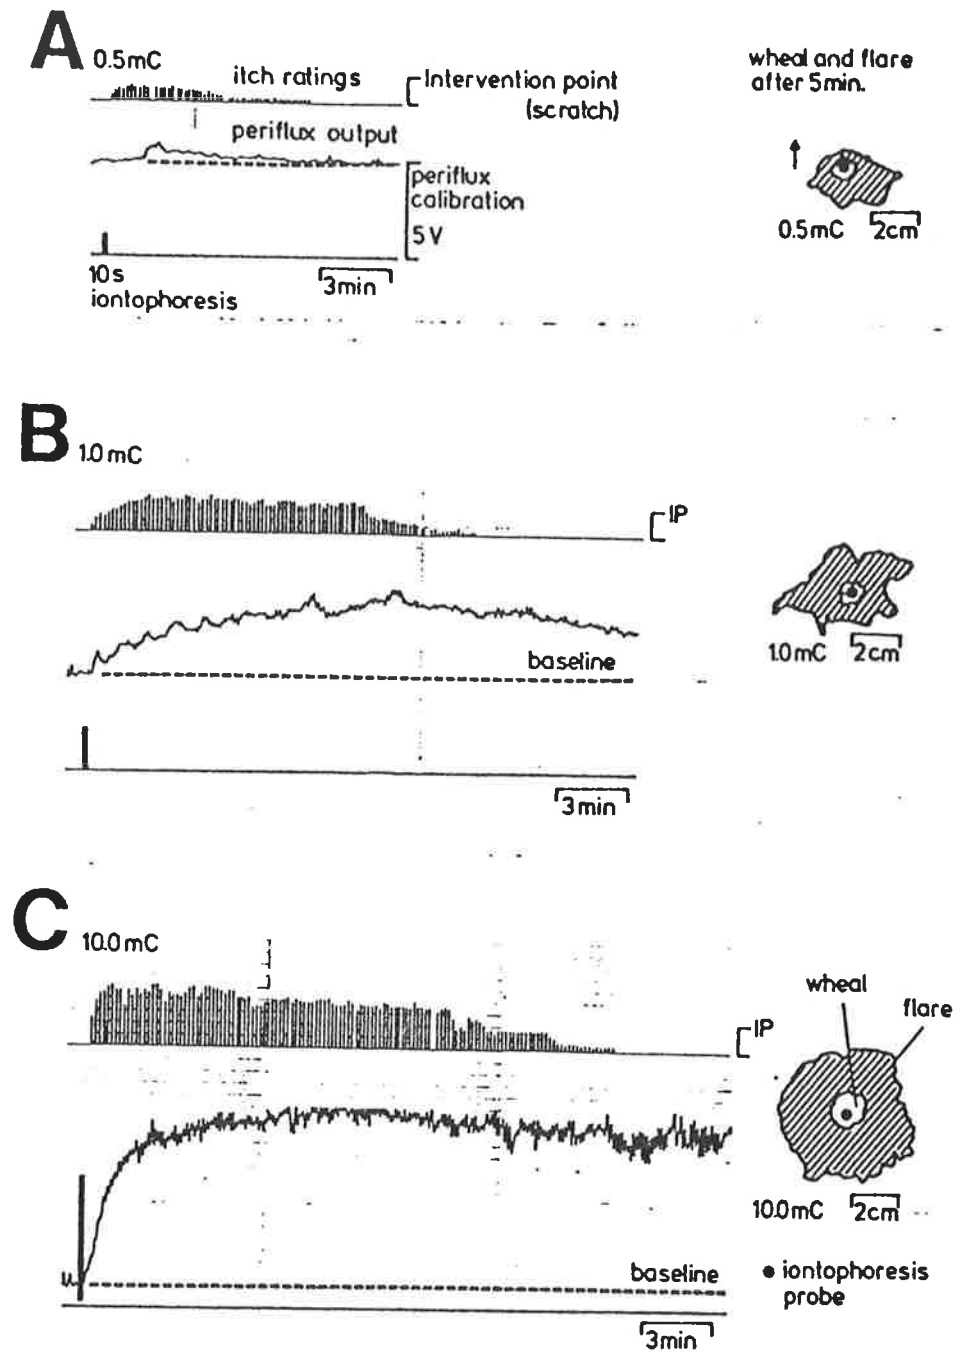 A
0.5mC
itch ratings
Intervention point
(scratch)
wheal and flare
after 5min.
periflux output
periflux
calibration
5V
0.5mC
2cm
10s
iontophoresis
3min
B
1.0mC
IP
baseline
1.0mC
2cm
3min
C
10.0mC
wheal
flare
IP
10.0mC
2cm
baseline
iontophoresis
probe
3min